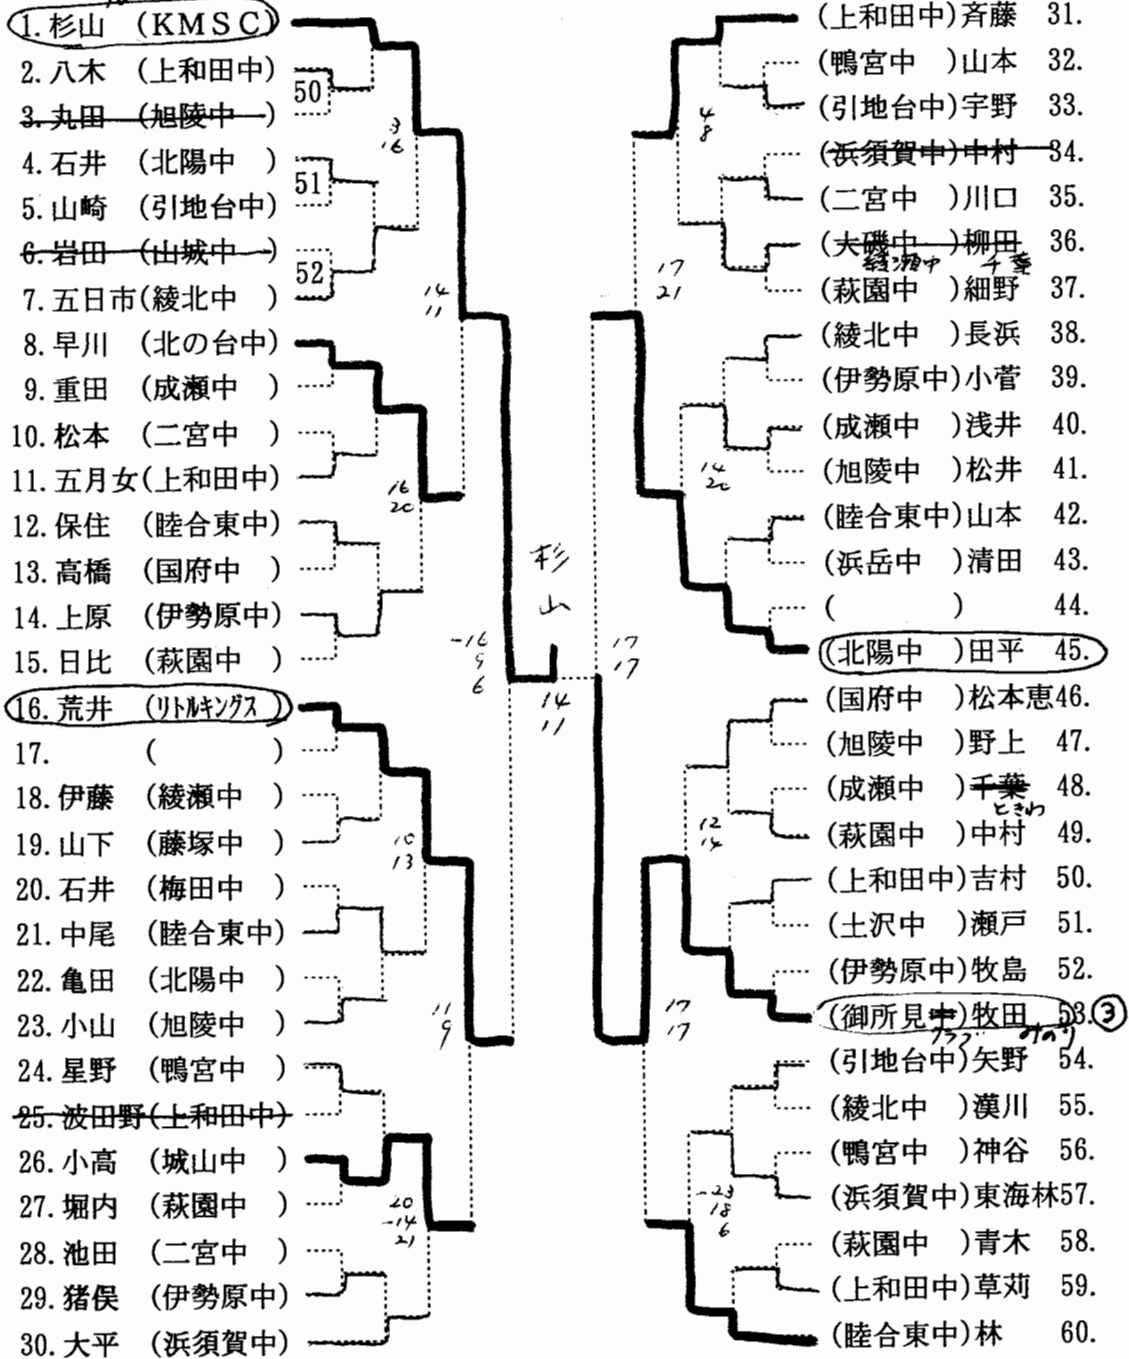 1. 杉山 (KMSC)
2. 八木 (上和田中)
3. 丸田 (旭陵中 )
4. 石井 (北陽中 )
5. 山崎 (引地台中)
6. 岩田 (山城中 )
7. 五日市(綾北中 )
8. 早川 (北の台中)
9. 重田 (成瀬中 )
10. 松本 (二宮中 )
11. 五月女(上和田中)
12. 保住 (睦合東中)
13. 高橋 (国府中 )
14. 上原 (伊勢原中)
15. 日比 (萩園中 )
16. 荒井 (リトルキングス )
17. ( )
18. 伊藤 (綾瀬中 )
19. 山下 (藤塚中 )
20. 石井 (梅田中 )
21. 中尾 (睦合東中)
22. 亀田 (北陽中 )
23. 小山 (旭陵中 )
24. 星野 (鴨宮中 )
25. 波田野(上和田中)
26. 小高 (城山中 )
27. 堀内 (萩園中 )
28. 池田 (二宮中 )
29. 猪俣 (伊勢原中)
30. 大平 (浜須賀中)
50
51
52
3
16
14
11
16
20
-16
9
6
10
13
11
9
20
-14
21
杉
山
14
11
4
8
17
21
14
20
17
17
12
14
17
17
-23
18
6
(上和田中)斉藤 31.
(鴨宮中 )山本 32.
(引地台中)宇野 33.
(浜須賀中)中村 34.
(二宮中 )川口 35.
(大磯中 )柳田 36.
綾瀬中 千葉
(萩園中 )細野 37.
(綾北中 )長浜 38.
(伊勢原中)小菅 39.
(成瀬中 )浅井 40.
(旭陵中 )松井 41.
(睦合東中)山本 42.
(浜岳中 )清田 43.
( ) 44.
(北陽中 )田平 45.
(国府中 )松本恵46.
(旭陵中 )野上 47.
(成瀬中 )千葉 48.
ときわ
(萩園中 )中村 49.
(上和田中)吉村 50.
(土沢中 )瀬戸 51.
(伊勢原中)牧島 52.
(御所見中)牧田 53. ③
クラブ みのり
(引地台中)矢野 54.
(綾北中 )漢川 55.
(鴨宮中 )神谷 56.
(浜須賀中)東海林57.
(萩園中 )青木 58.
(上和田中)草苅 59.
(睦合東中)林 60.